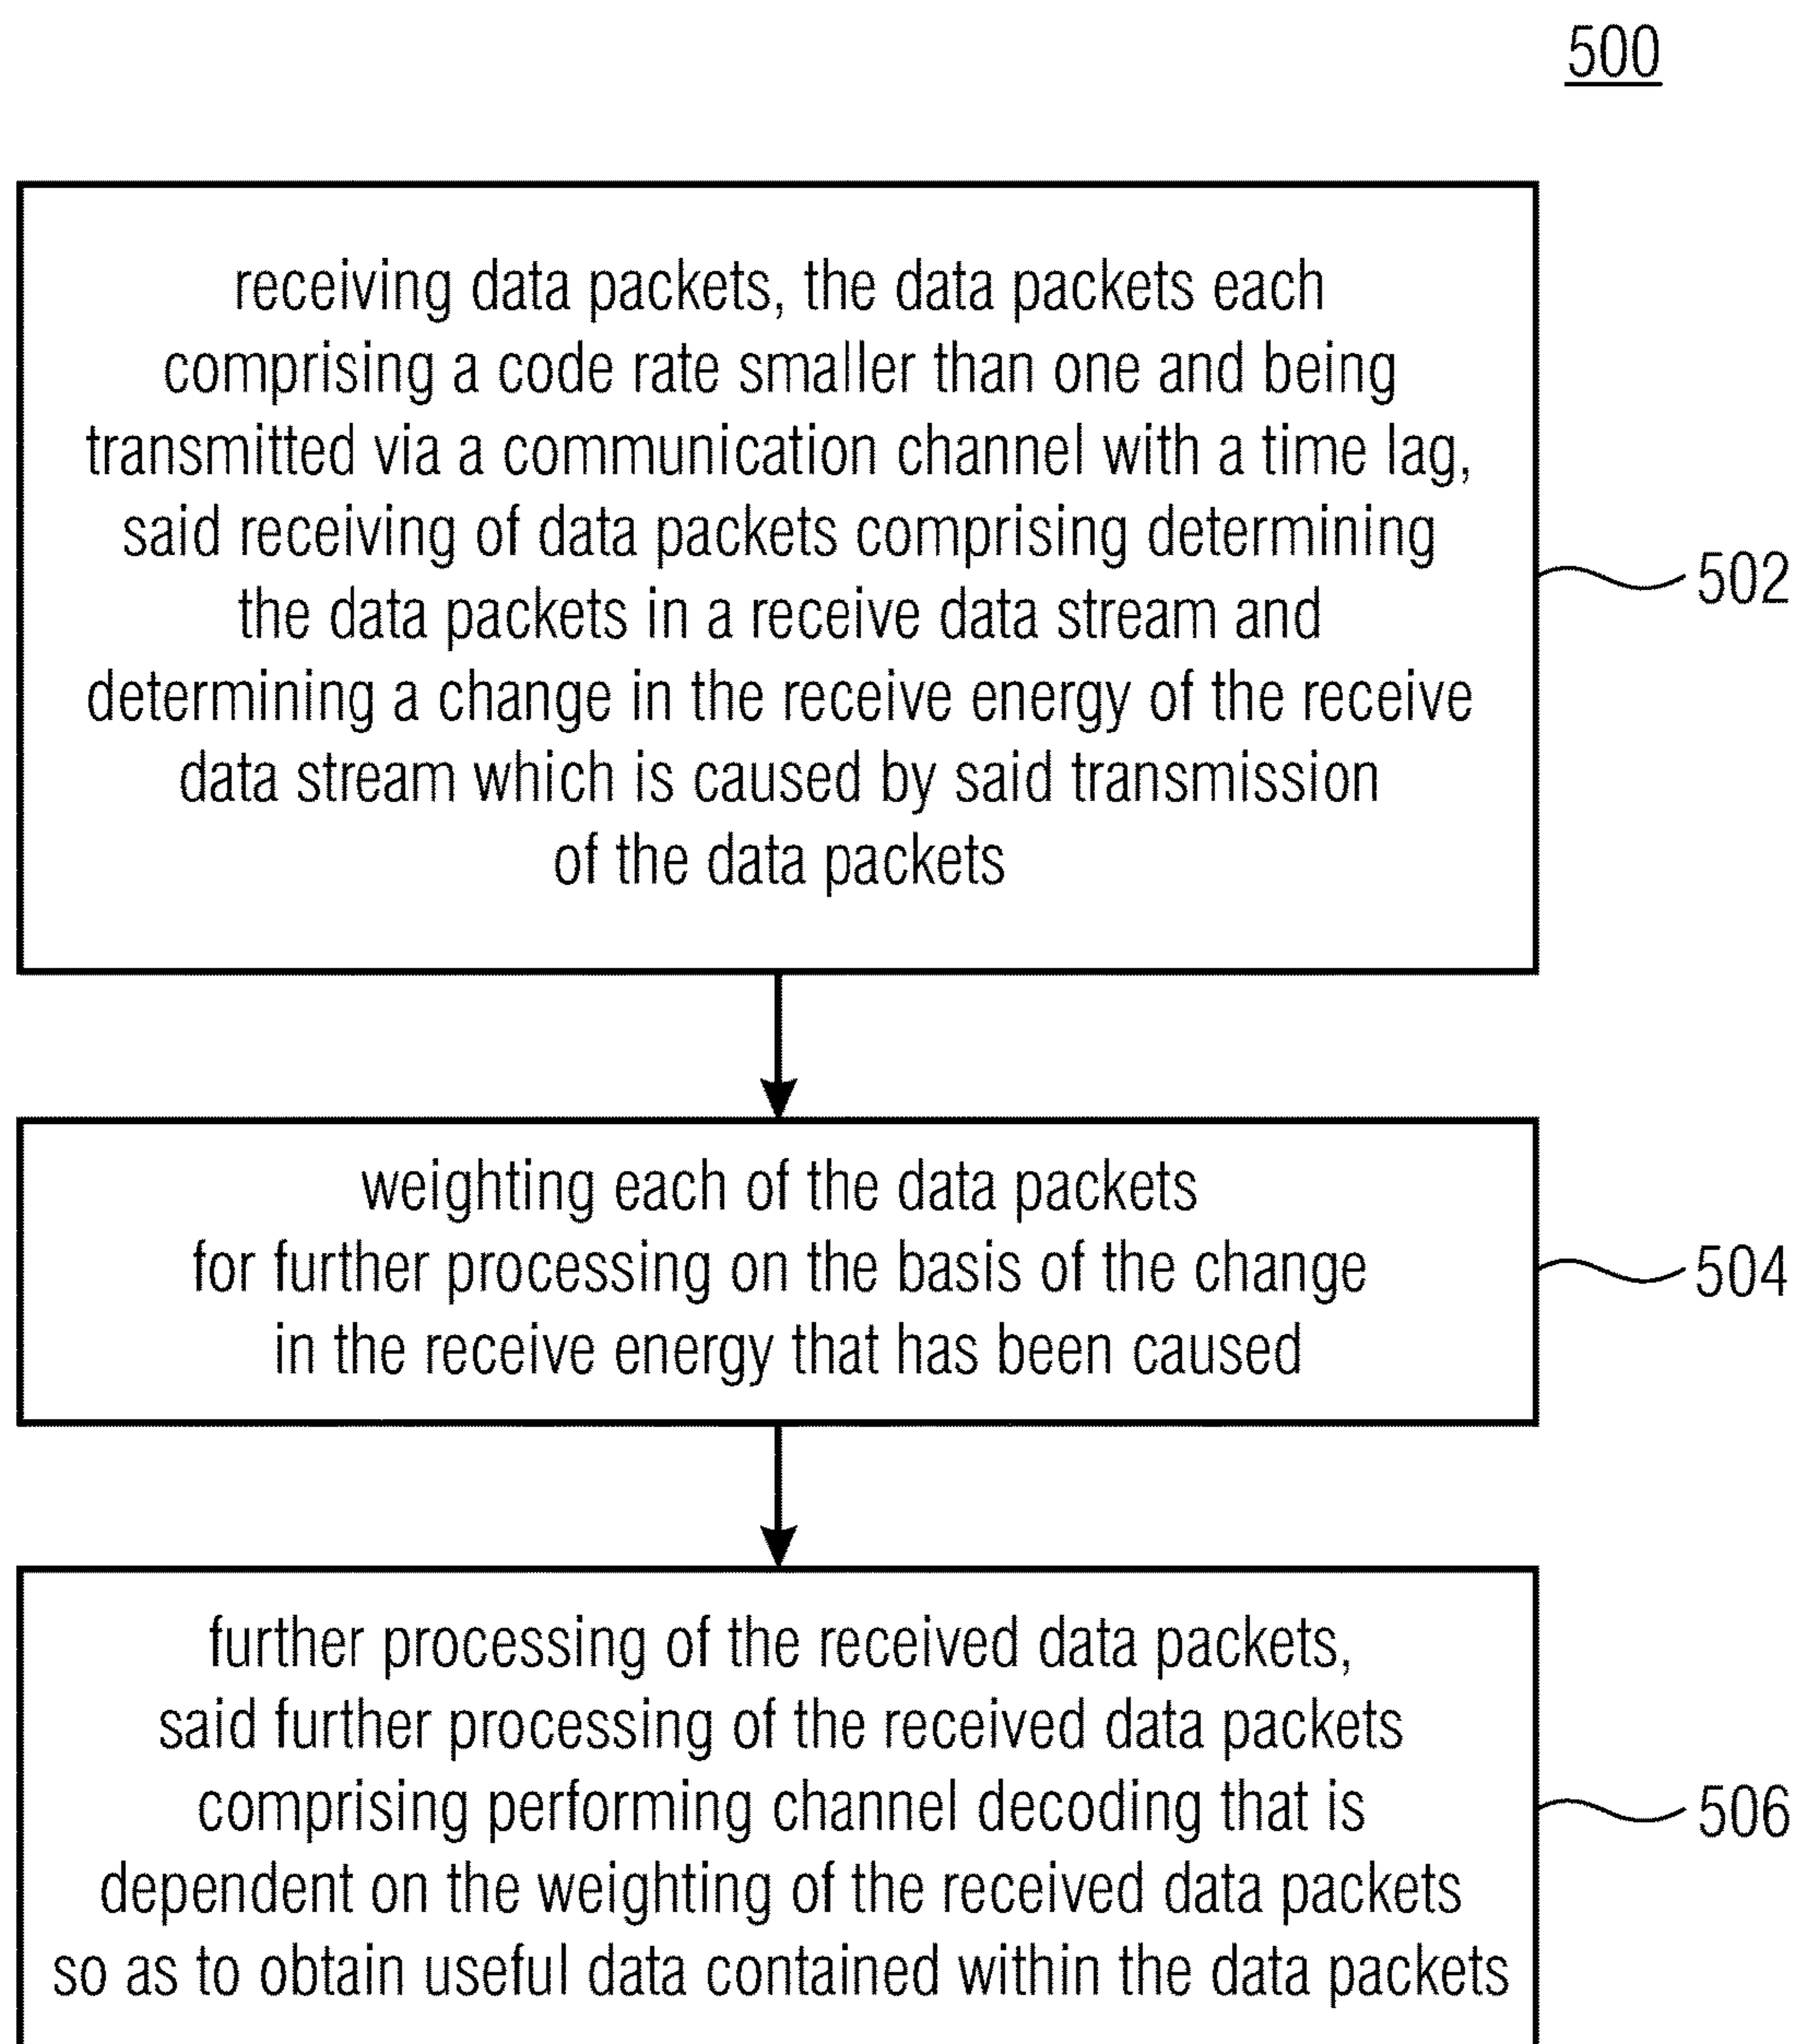 500
receiving data packets, the data packets each
comprising a code rate smaller than one and being
transmitted via a communication channel with a time lag,
said receiving of data packets comprising determining
the data packets in a receive data stream and
determining a change in the receive energy of the receive
data stream which is caused by said transmission
of the data packets
502
weighting each of the data packets
for further processing on the basis of the change
in the receive energy that has been caused
504
further processing of the received data packets,
said further processing of the received data packets
comprising performing channel decoding that is
dependent on the weighting of the received data packets
so as to obtain useful data contained within the data packets
506